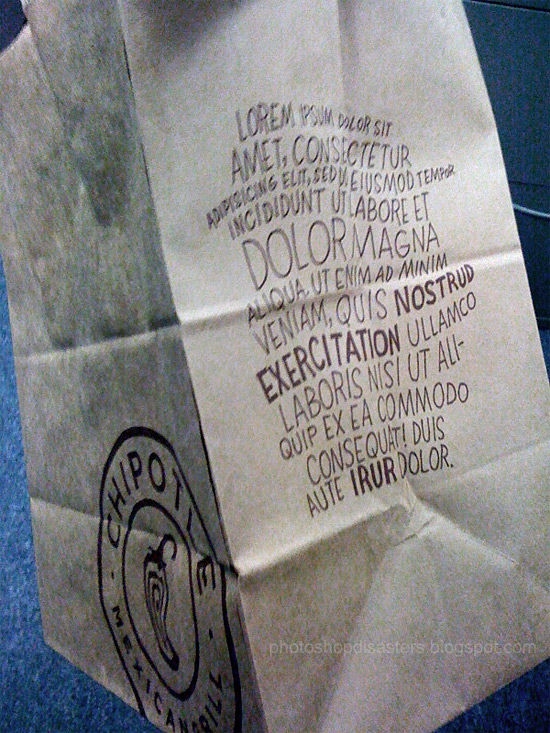 LOREM IPSUM DOLOR SIT
AMET, CONSECTETUR
ADIPISICING ELIT, SED U, EIUSMOD TEMPOR
INCIDIDUNT UT LABORE ET
DOLOR MAGNA
ALIQUA. UT ENIM AD MINIM
VENIAM, QUIS NOSTRUD
EXERCITATION ULLAMCO
LABORIS NISI UT ALI-
QUIP EX EA COMMODO
CONSEQUAT! DUIS
AUTE IRUR DOLOR.
CHIPOTLE
MEXICAN GRILL
photoshopdisasters.blogspot.com